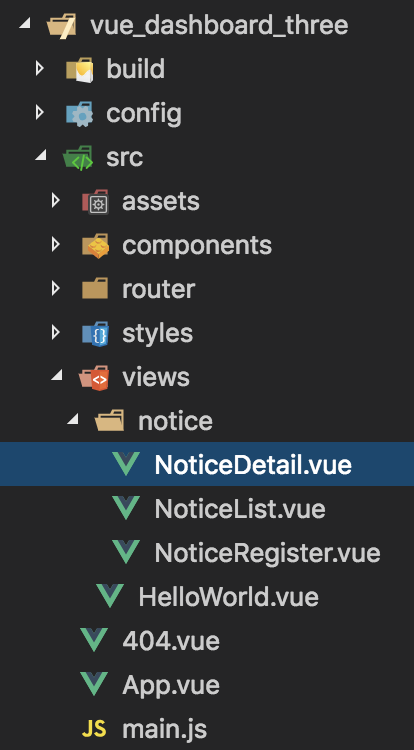 vue_dashboard_three
build
config
src
assets
components
router
styles
views
notice
NoticeDetail.vue
NoticeList.vue
NoticeRegister.vue
HelloWorld.vue
404.vue
App.vue
JS main.js